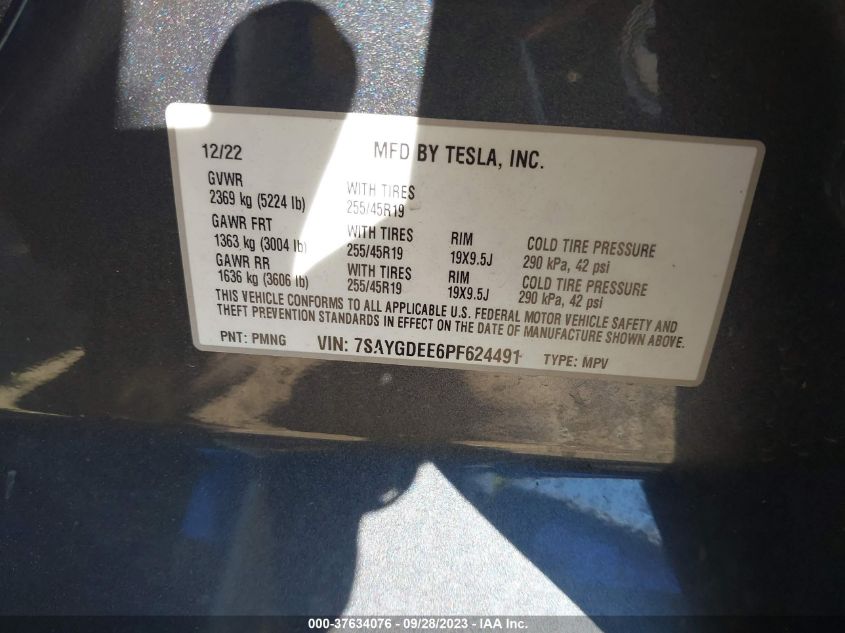 12/22 MFD BY TESLA, INC.
GVWR
2369 kg (5224 lb)
WITH TIRES
255/45R19
GAWR FRT
1363 kg (3004 lb)
WITH TIRES
255/45R19
RIM
19X9.5J
COLD TIRE PRESSURE
290 kPa, 42 psi
GAWR RR
1636 kg (3606 lb)
WITH TIRES
255/45R19
RIM
19X9.5J
COLD TIRE PRESSURE
290 kPa, 42 psi
THIS VEHICLE CONFORMS TO ALL APPLICABLE U.S. FEDERAL MOTOR VEHICLE SAFETY AND
THEFT PREVENTION STANDARDS IN EFFECT ON THE DATE OF MANUFACTURE SHOWN ABOVE.
PNT: PMNG VIN: 7SAYGDEE6PF624491 TYPE: MPV
000-37634076 - 09/28/2023 - IAA Inc.